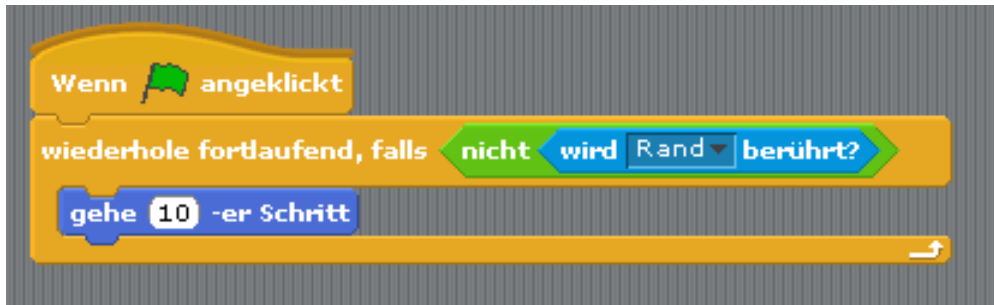 Wenn angeklickt
wiederhole fortlaufend, falls nicht wird Rand berührt?
gehe 10 -er Schritt